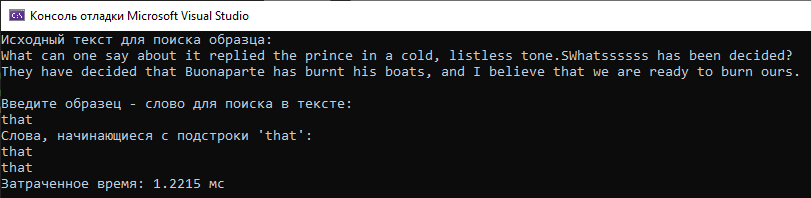 Консоль отладки Microsoft Visual Studio
Исходный текст для поиска образца:
What can one say about it replied the prince in a cold, listless tone.SWhatssssss has been decided?
They have decided that Buonaparte has burnt his boats, and I believe that we are ready to burn ours.
Введите образец - слово для поиска в тексте:
that
Слова, начинающиеся с подстроки 'that':
that
that
Затраченное время: 1.2215 мс